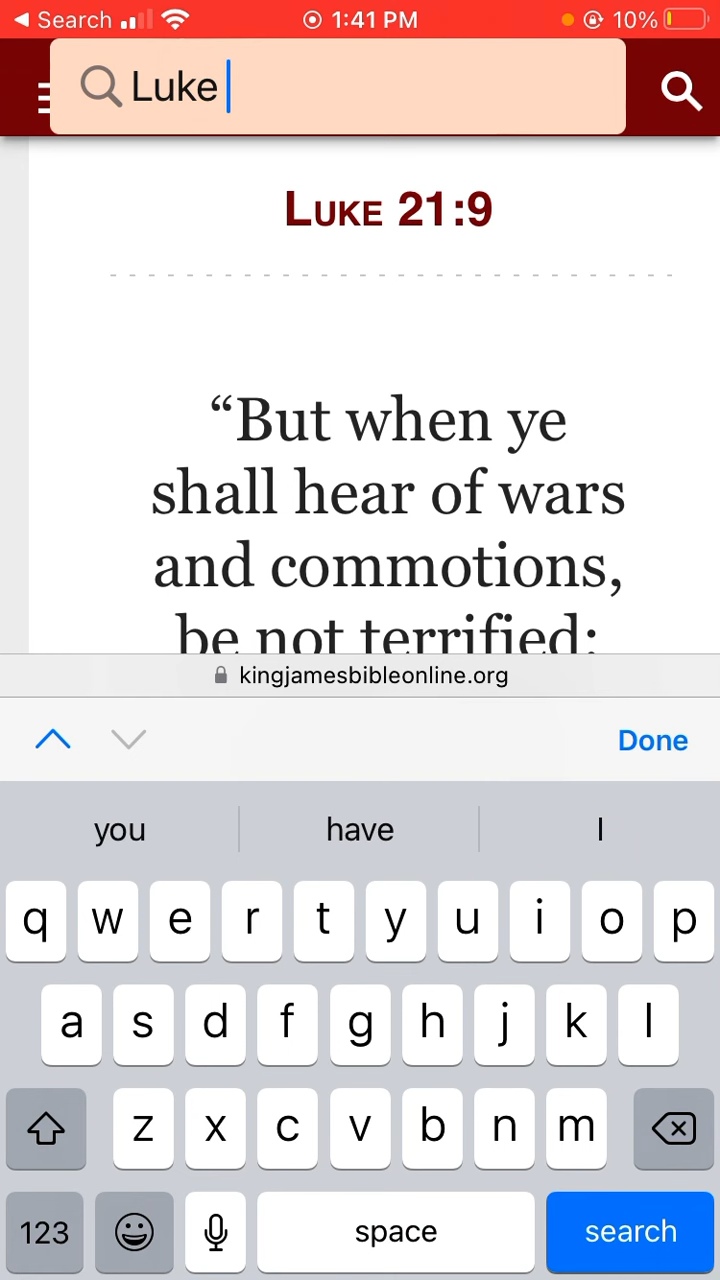 Search 1:41 PM 10%
Luke
Luke 21:9
“But when ye
shall hear of wars
and commotions,
be not terrified:
kingjamesbibleonline.org
Done
you have I
q w e r t y u i o p
a s d f g h j k l
z x c v b n m
123 space search